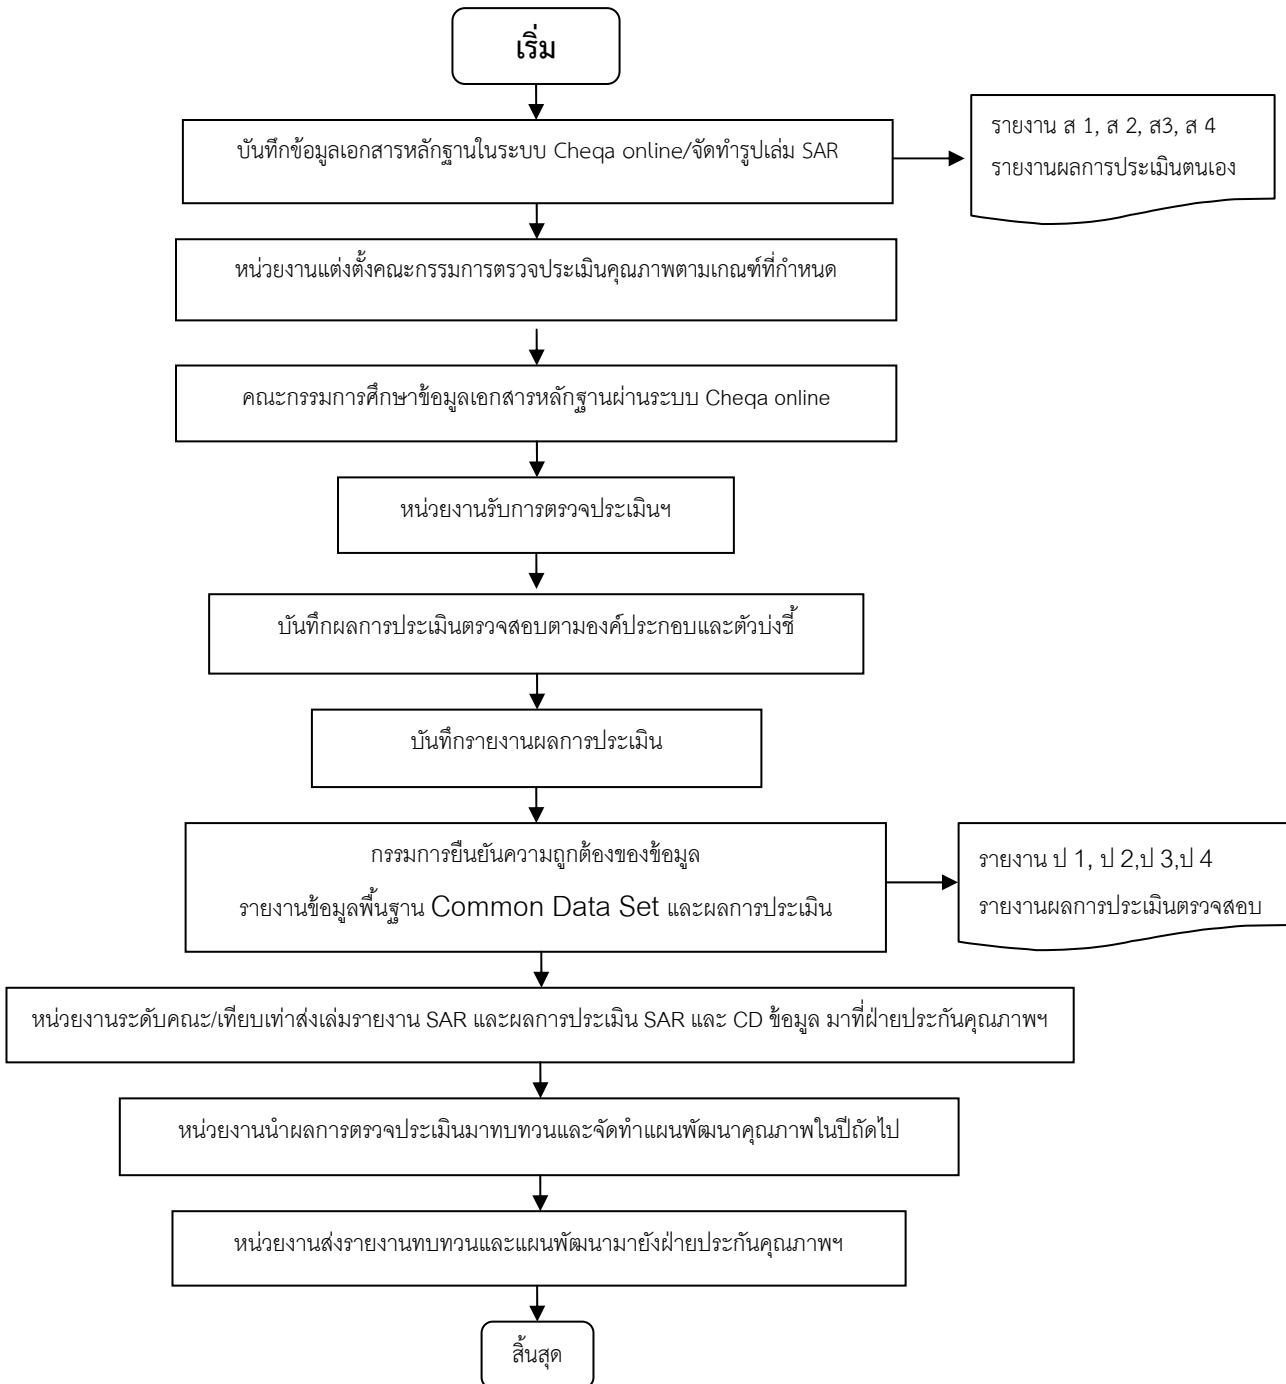 เริ่ม
บันทึกข้อมูลเอกสารหลักฐานในระบบ Cheqa online/จัดทำรูปเล่ม SAR
รายงาน ส 1, ส 2, ส3, ส 4
รายงานผลการประเมินตนเอง
หน่วยงานแต่งตั้งคณะกรรมการตรวจประเมินคุณภาพตามเกณฑ์ที่กำหนด
คณะกรรมการศึกษาข้อมูลเอกสารหลักฐานผ่านระบบ Cheqa online
หน่วยงานรับการตรวจประเมินฯ
บันทึกผลการประเมินตรวจสอบตามองค์ประกอบและตัวบ่งชี้
บันทึกรายงานผลการประเมิน
กรรมการยืนยันความถูกต้องของข้อมูล
รายงานข้อมูลพื้นฐาน Common Data Set และผลการประเมิน
รายงาน ป 1, ป 2,ป 3,ป 4
รายงานผลการประเมินตรวจสอบ
หน่วยงานระดับคณะ/เทียบเท่าส่งเล่มรายงาน SAR และผลการประเมิน SAR และ CD ข้อมูล มาที่ฝ่ายประกันคุณภาพฯ
หน่วยงานนำผลการตรวจประเมินมาทบทวนและจัดทำแผนพัฒนาคุณภาพในปีถัดไป
หน่วยงานส่งรายงานทบทวนและแผนพัฒนามายังฝ่ายประกันคุณภาพฯ
สิ้นสุด